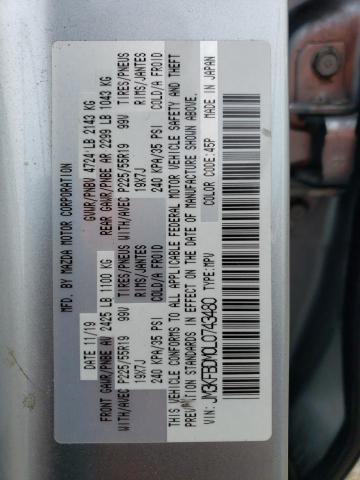 MFD. BY MAZDA MOTOR CORPORATION
DATE 11/19 GVWR/PNBV 4724 LB 2143 KG
FRONT GAWR/PNBE AV 2425 LB 1100 KG REAR GAWR/PNBE AR 2299 LB 1043 KG
WITH/AVEC P225/55R19 99V TIRES/PNEUS WITH/AVEC P225/55R19 99V TIRES/PNEUS
19X7J RIMS/JANTES 19X7J RIMS/JANTES
240 KPA/35 PSI COLD/A FROID 240 KPA/35 PSI COLD/A FROID
THIS VEHICLE CONFORMS TO ALL APPLICABLE FEDERAL MOTOR VEHICLE SAFETY AND THEFT
PREVENTION STANDARDS IN EFFECT ON THE DATE OF MANUFACTURE SHOWN ABOVE.
TYPE:MPV MADE IN JAPAN
VIN: COLOR CODE:45P